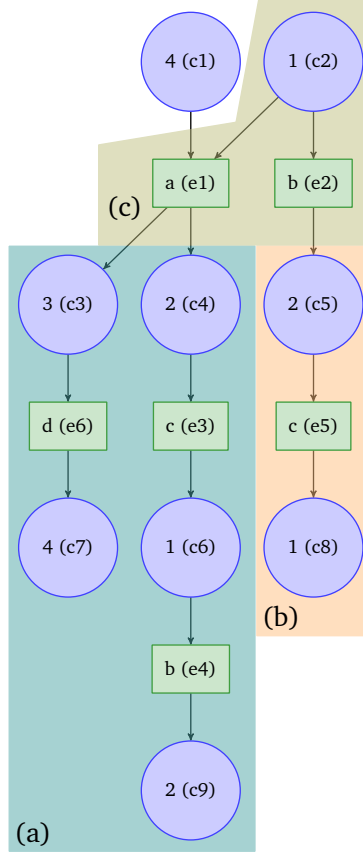 4 (c1)
1 (c2)
a (e1)
b (e2)
(c)
3 (c3)
2 (c4)
2 (c5)
d (e6)
c (e3)
c (e5)
4 (c7)
1 (c6)
1 (c8)
(b)
b (e4)
2 (c9)
(a)